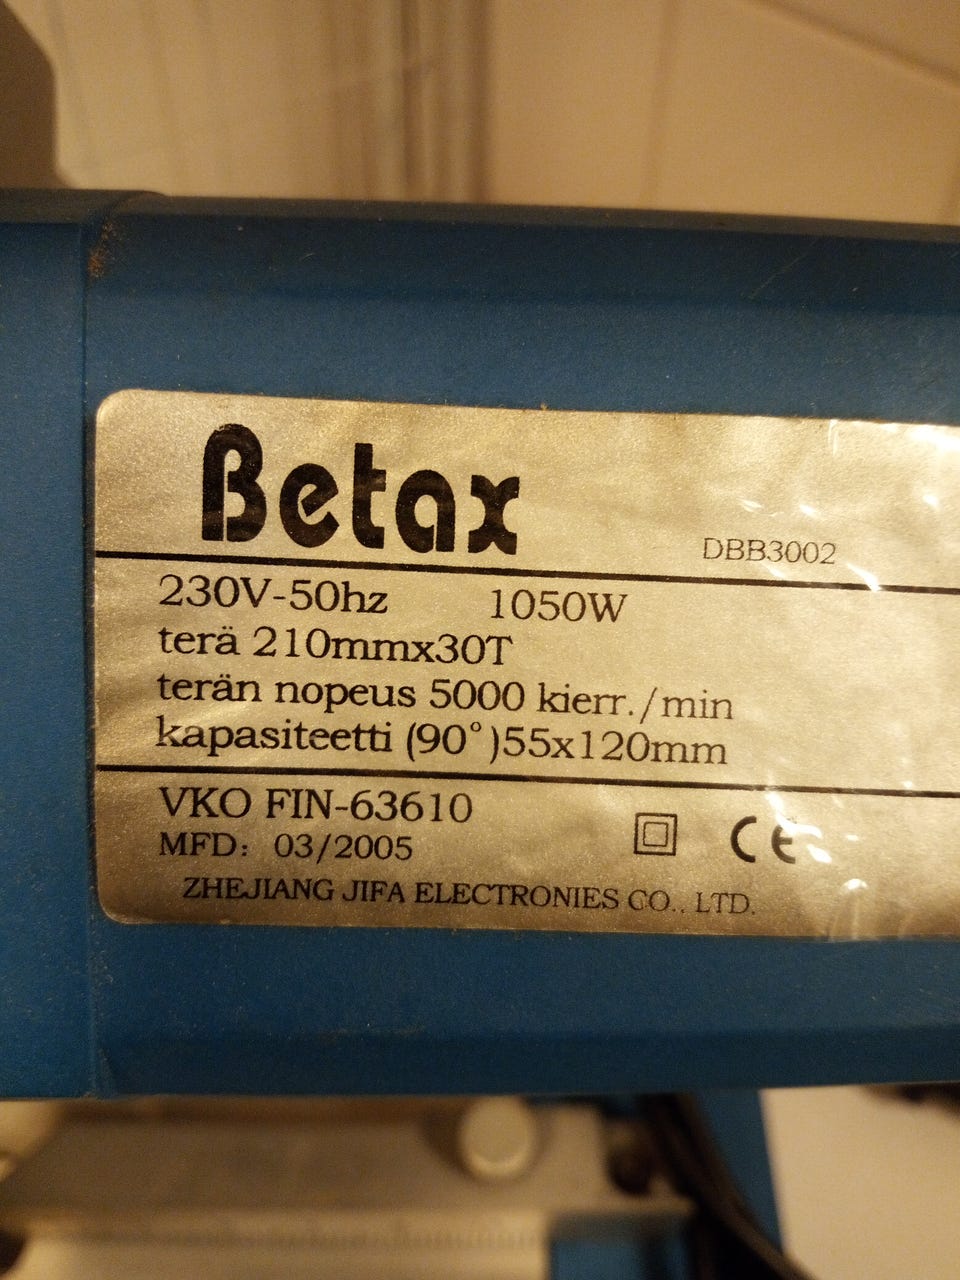 Betax
DBB3002
230V-50hz 1050W
terä 210mmx30T
terän nopeus 5000 kierr./min
kapasiteetti (90°)55x120mm
VKO FIN-63610
MFD: 03/2005
CE
ZHEJIANG JIFA ELECTRONIES CO., LTD.